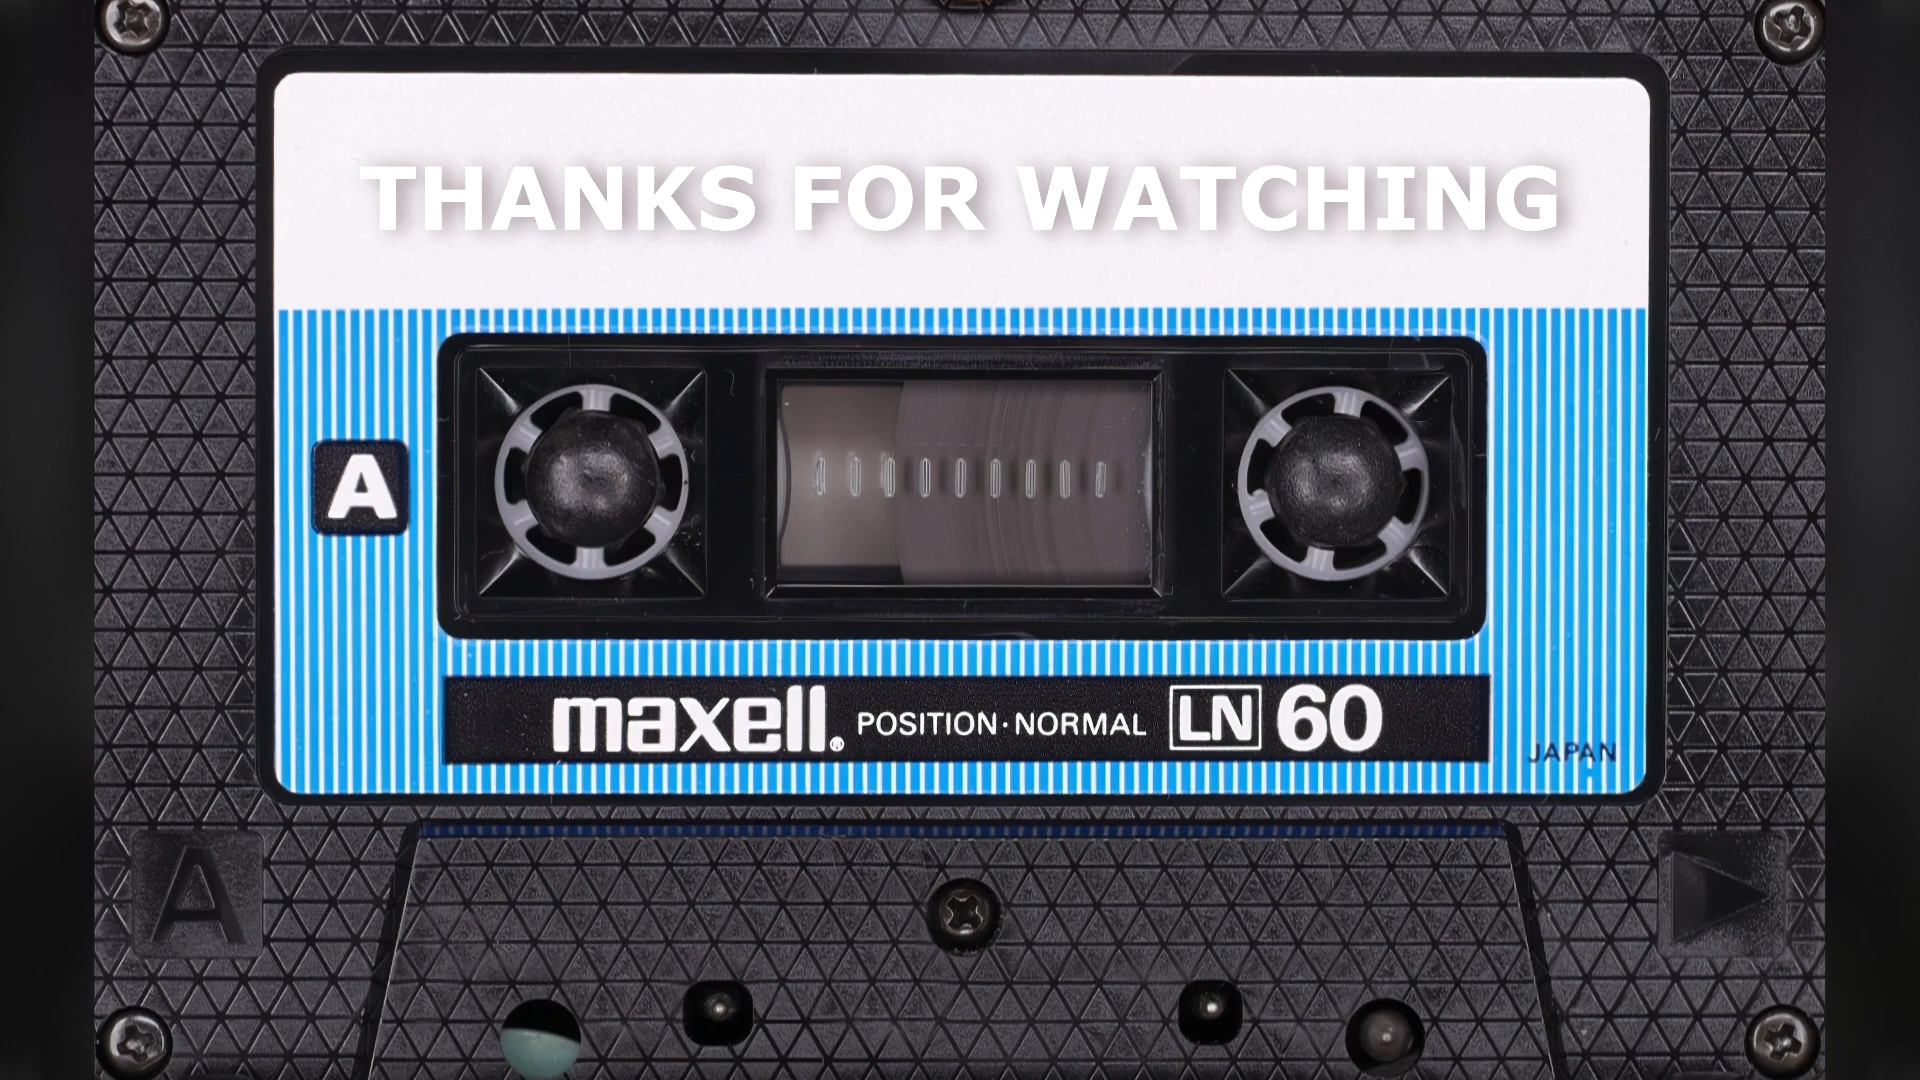 THANKS FOR WATCHING
A
maxell® POSITION·NORMAL LN 60
JAPAN
A